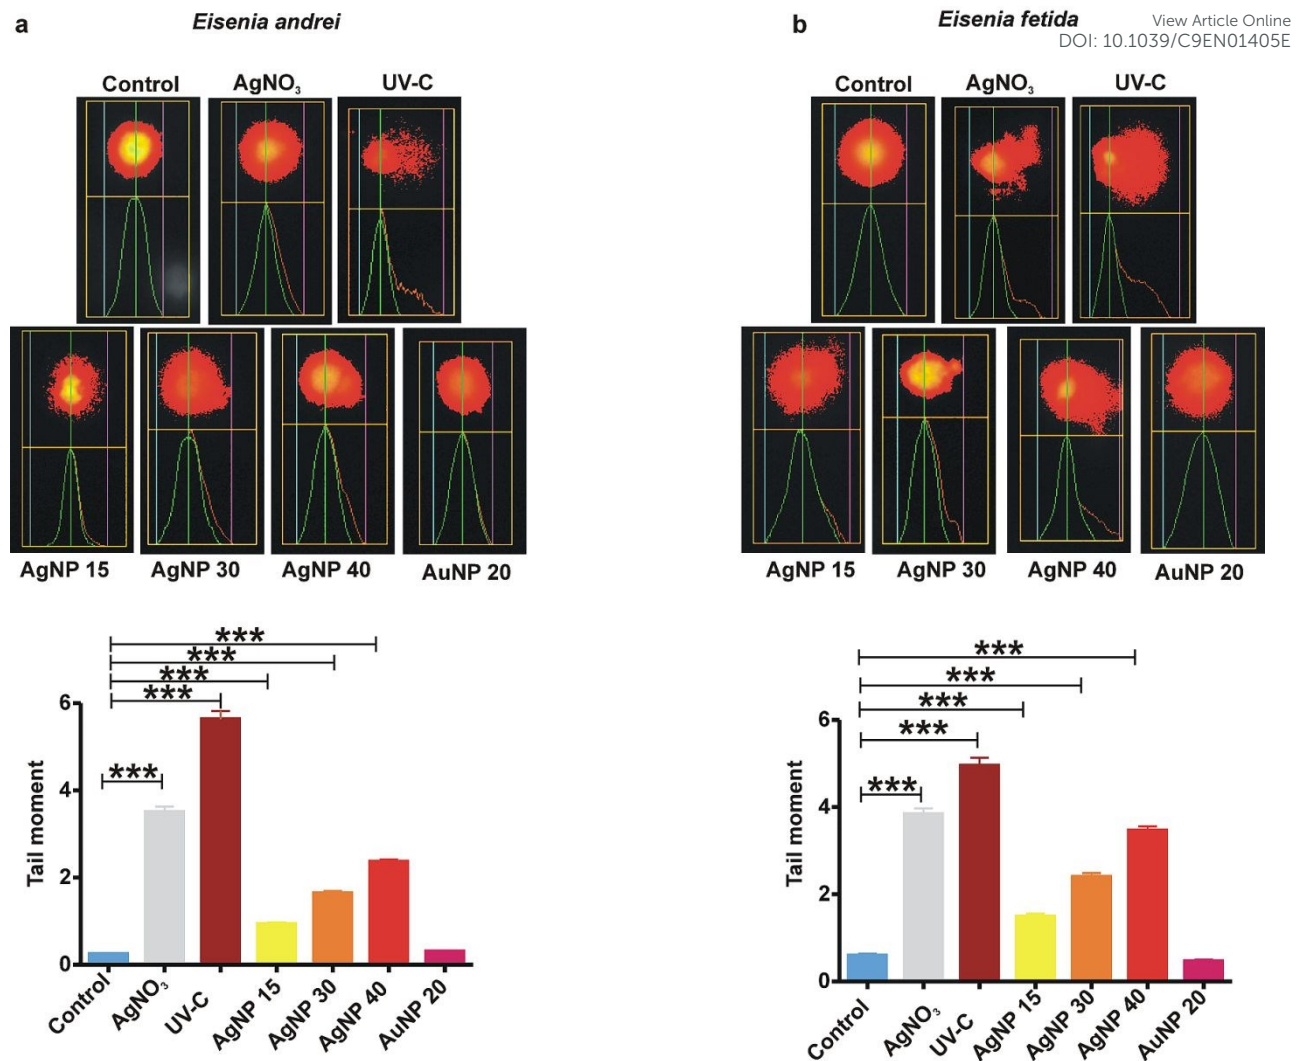 a
Eisenia andrei
Control
AgNO₃
UV-C
AgNP 15
AgNP 30
AgNP 40
AuNP 20
***
***
***
***
***
6
4
2
0
Tail moment
Control
AgNO₃
UV-C
AgNP 15
AgNP 30
AgNP 40
AuNP 20
b
Eisenia fetida
View Article Online
DOI: 10.1039/C9EN01405E
Control
AgNO₃
UV-C
AgNP 15
AgNP 30
AgNP 40
AuNP 20
***
***
***
***
***
6
4
2
0
Tail moment
Control
AgNO₃
UV-C
AgNP 15
AgNP 30
AgNP 40
AuNP 20